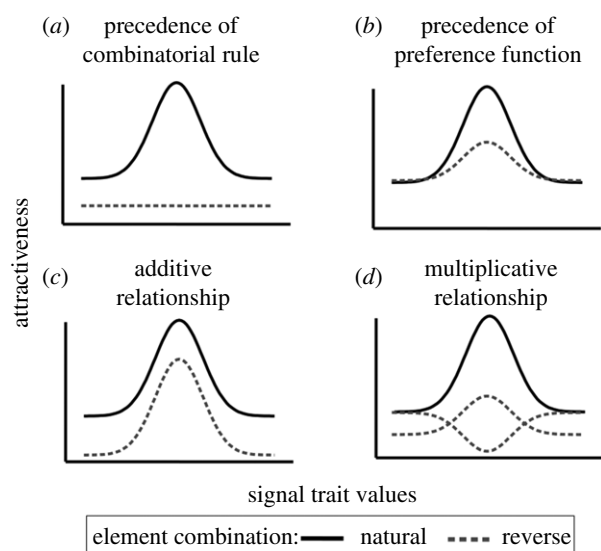 (a) precedence of
combinatorial rule
(b) precedence of
preference function
attractiveness
(c) additive
relationship
(d) multiplicative
relationship
signal trait values
element combination: natural reverse